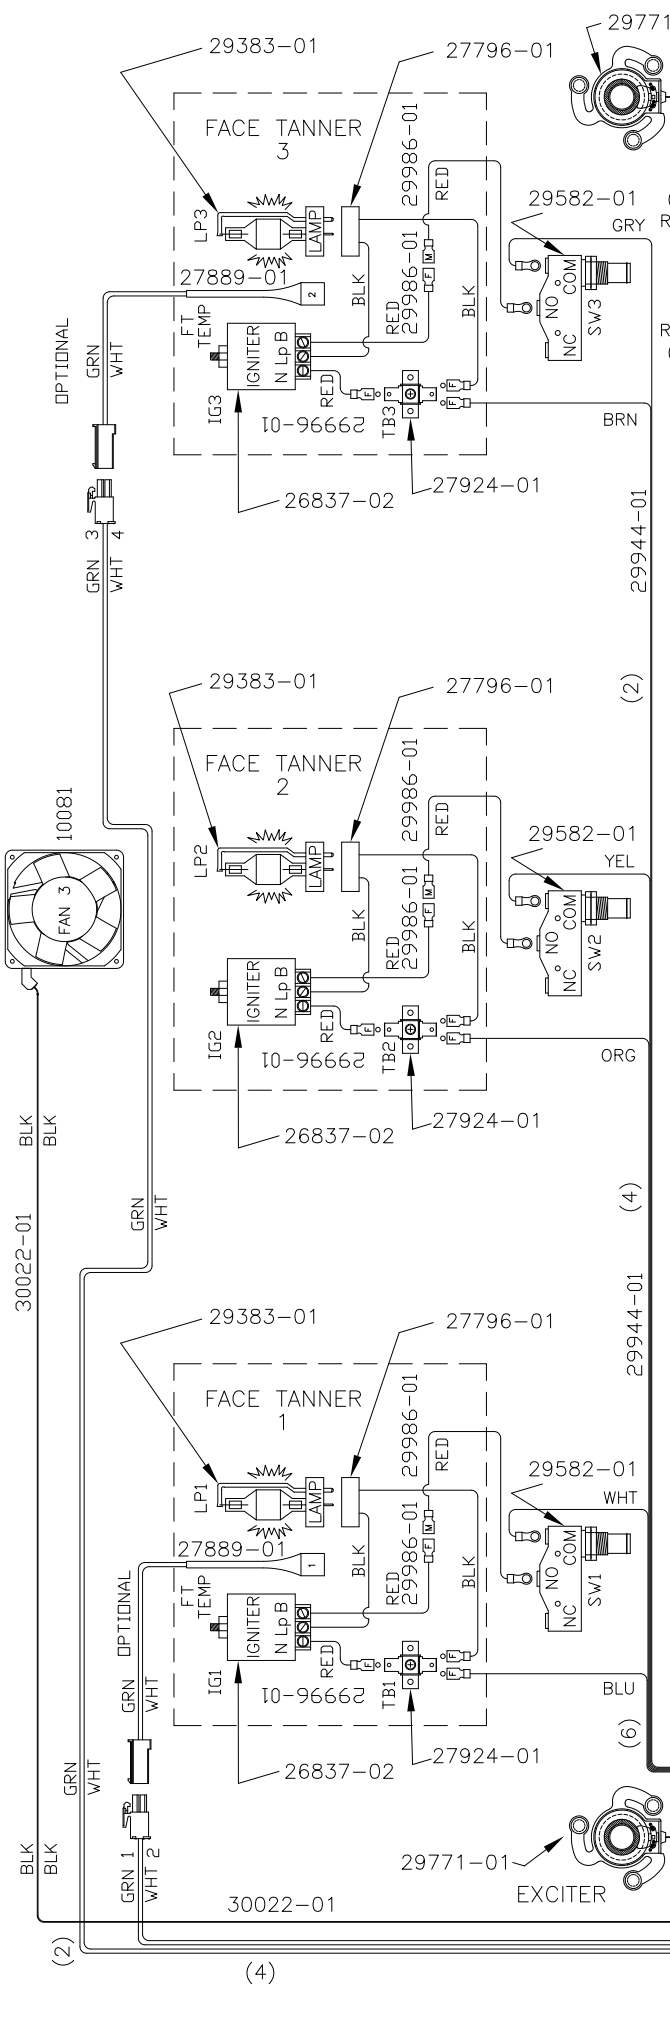 29383-01
27796-01
29771
FACE TANNER
3
29986-01
RED
29582-01
GRY
LP3
LAMP
27889-01
2
BLK
RED
29986-01
M
F
BLK
NO
COM
NC
SW3
OPTIONAL
GRN
WHT
FT
TEMP
IGNITER
N Lp B
IG3
RED
29996-01
F
TB3
F
F
BRN
26837-02
27924-01
3
4
GRN
WHT
29944-01
(2)
29383-01
27796-01
FACE TANNER
2
29986-01
RED
10081
FAN 3
LP2
LAMP
29582-01
YEL
BLK
RED
29986-01
M
F
BLK
NO
COM
NC
SW2
IGNITER
N Lp B
IG2
RED
29996-01
F
TB2
F
F
ORG
26837-02
27924-01
BLK
BLK
GRN
WHT
30022-01
(4)
29944-01
29383-01
27796-01
FACE TANNER
1
29986-01
RED
29582-01
WHT
LP1
LAMP
27889-01
1
BLK
RED
29986-01
M
F
BLK
NO
COM
NC
SW1
OPTIONAL
FT
TEMP
IGNITER
N Lp B
IG1
GRN
WHT
RED
29996-01
F
TB1
F
F
BLU
(6)
26837-02
27924-01
GRN
WHT
BLK
BLK
GRN 1
WHT 2
29771-01
EXCITER
30022-01
(2)
(4)